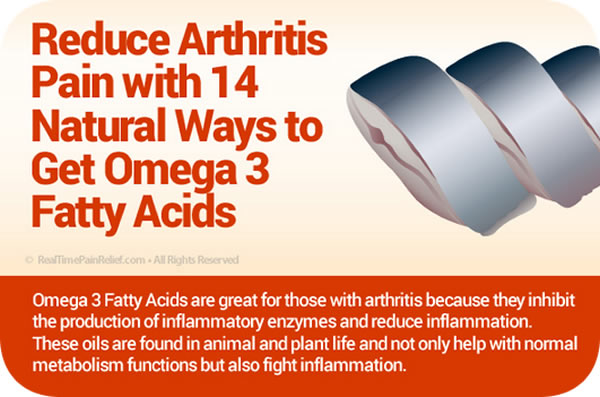 Reduce Arthritis
Pain with 14
Natural Ways to
Get Omega 3
Fatty Acids
© RealTimePainRelief.com • All Rights Reserved
Omega 3 Fatty Acids are great for those with arthritis because they inhibit
the production of inflammatory enzymes and reduce inflammation.
These oils are found in animal and plant life and not only help with normal
metabolism functions but also fight inflammation.